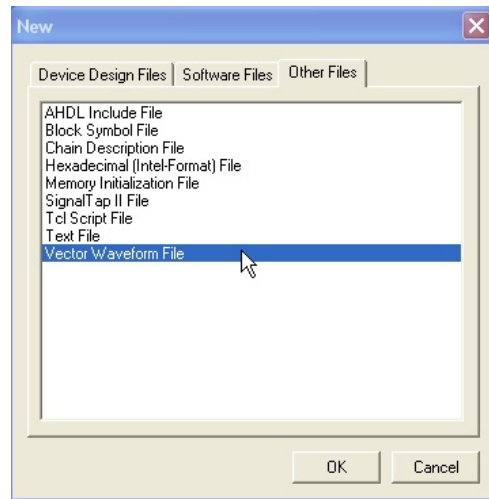 New
Device Design Files Software Files Other Files
AHDL Include File
Block Symbol File
Chain Description File
Hexadecimal (Intel-Format) File
Memory Initialization File
SignalTap II File
Tcl Script File
Text File
Vector Waveform File
OK Cancel